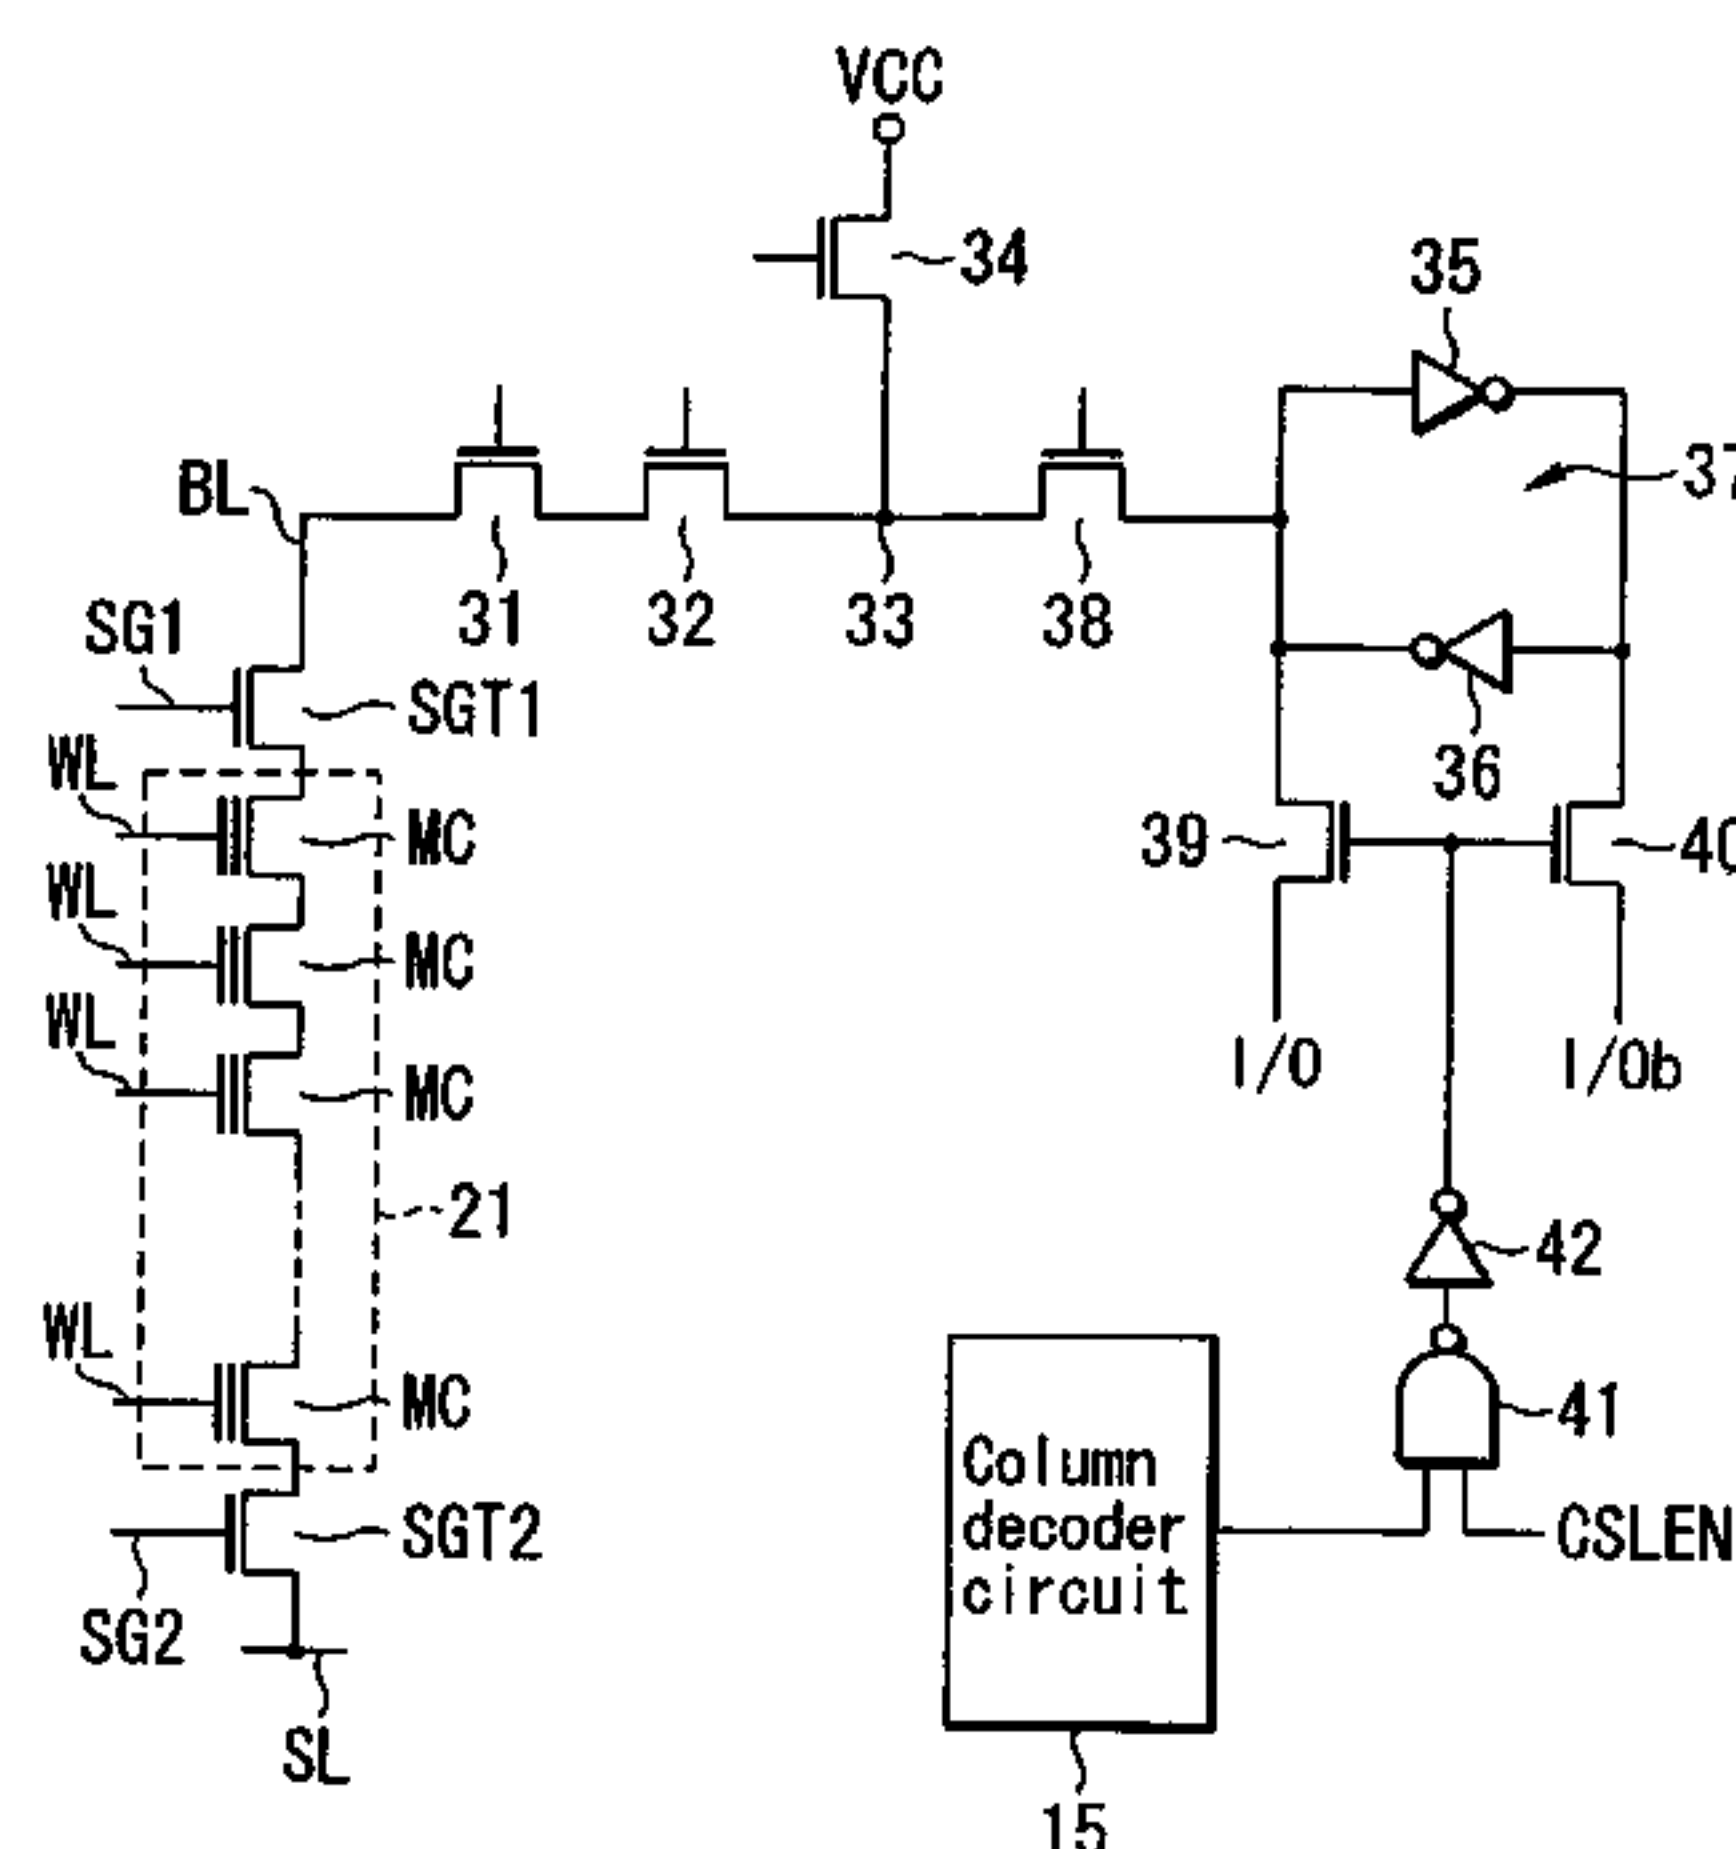 VCC
34
35
BL
37
31
32
33
38
SG1
SGT1
36
WL
MC
39
40
WL
MC
WL
MC
I/O
I/Ob
21
42
WL
MC
41
Column
decoder
circuit
SGT2
CSLEN
SG2
SL
15